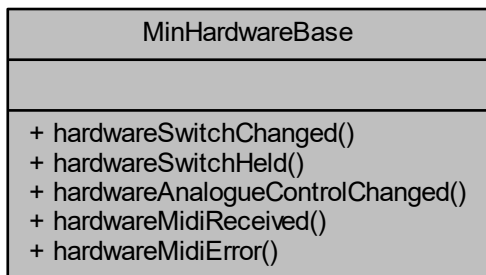 MinHardwareBase
+ hardwareSwitchChanged()
+ hardwareSwitchHeld()
+ hardwareAnalogueControlChanged()
+ hardwareMidiReceived()
+ hardwareMidiError()